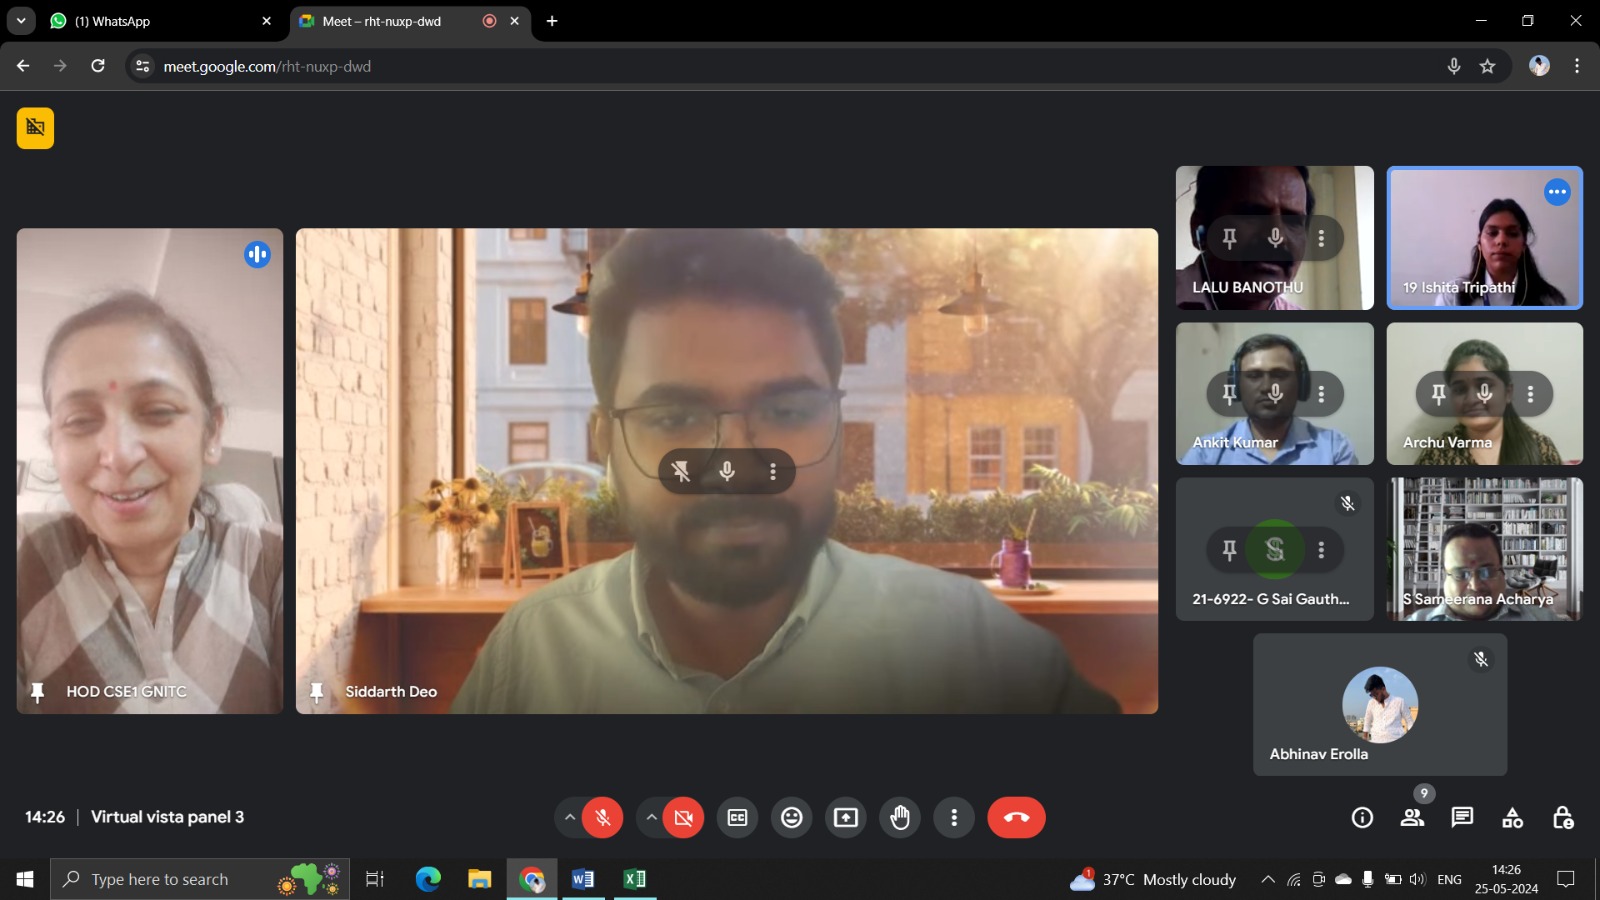 (1) WhatsApp
Meet – rht-nuxp-dwd
meet.google.com/rht-nuxp-dwd
HOD CSE1 GNITC
Siddarth Deo
LALU BANOTHU
19 Ishita Tripathi
Ankit Kumar
Archu Varma
21-6922- G Sai Gauth...
S Sameerana Acharya
Abhinav Erolla
14:26 | Virtual vista panel 3
CC
9
Type here to search
1
37°C Mostly cloudy
ENG
14:26
25-05-2024